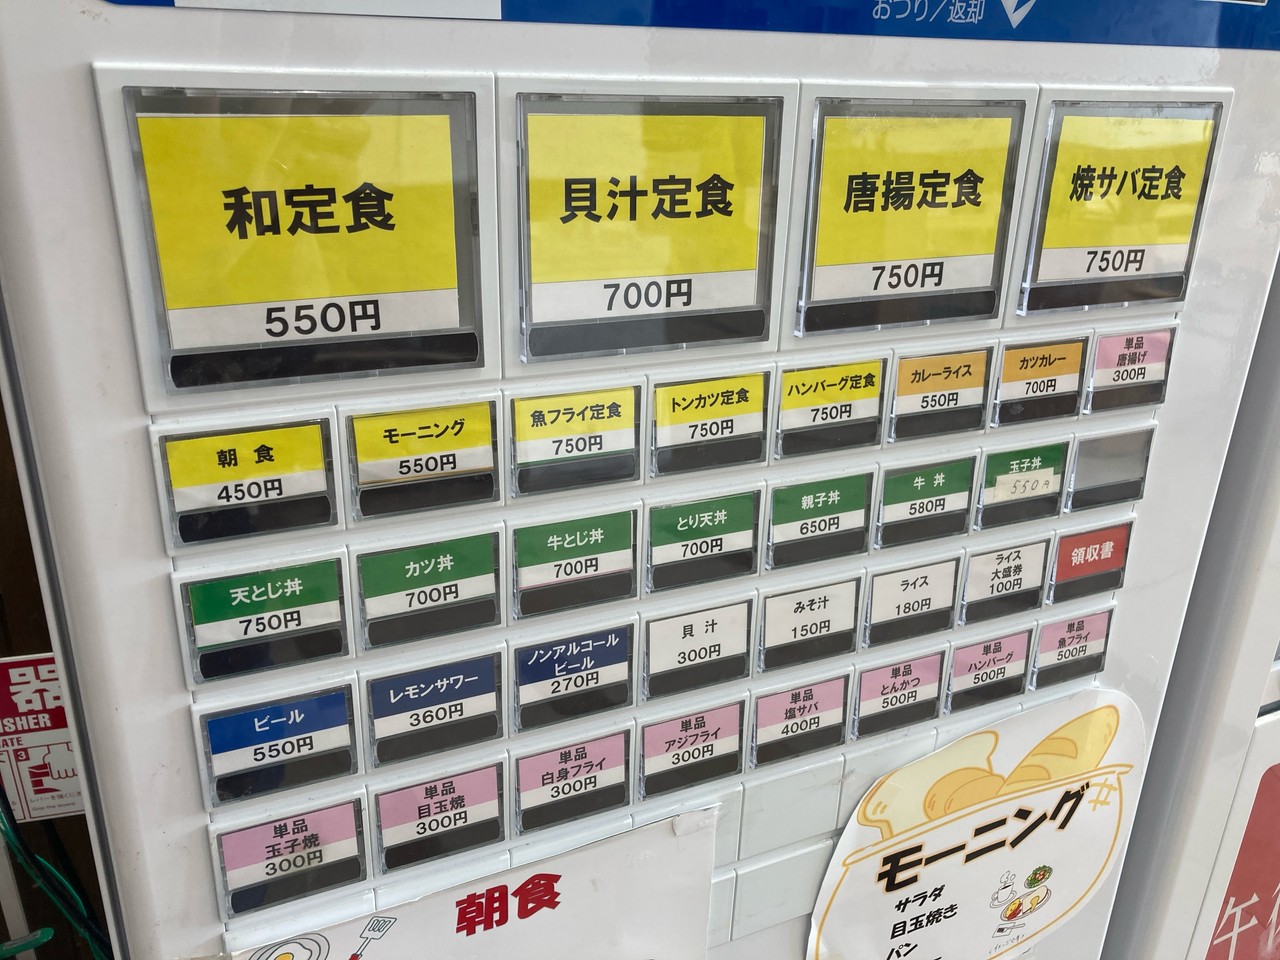 おつり/返却
和定食
550円
貝汁定食
700円
唐揚定食
750円
焼サバ定食
750円
朝 食
450円
モーニング
550円
魚フライ定食
750円
トンカツ定食
750円
ハンバーグ定食
750円
カレーライス
550円
カツカレー
700円
単品
唐揚げ
300円
天とじ丼
750円
カツ丼
700円
牛とじ丼
700円
とり天丼
700円
親子丼
650円
牛 丼
580円
玉子丼
550円
ビール
550円
レモンサワー
360円
ノンアルコール
ビール
270円
貝 汁
300円
みそ汁
150円
ライス
180円
ライス
大盛券
100円
領収書
単品
玉子焼
300円
単品
目玉焼
300円
単品
白身フライ
300円
単品
アジフライ
300円
単品
塩サバ
400円
単品
とんかつ
500円
単品
ハンバーグ
500円
単品
魚フライ
500円
朝食
モーニング
サラダ
目玉焼き
パン
器
ISHER
3
午